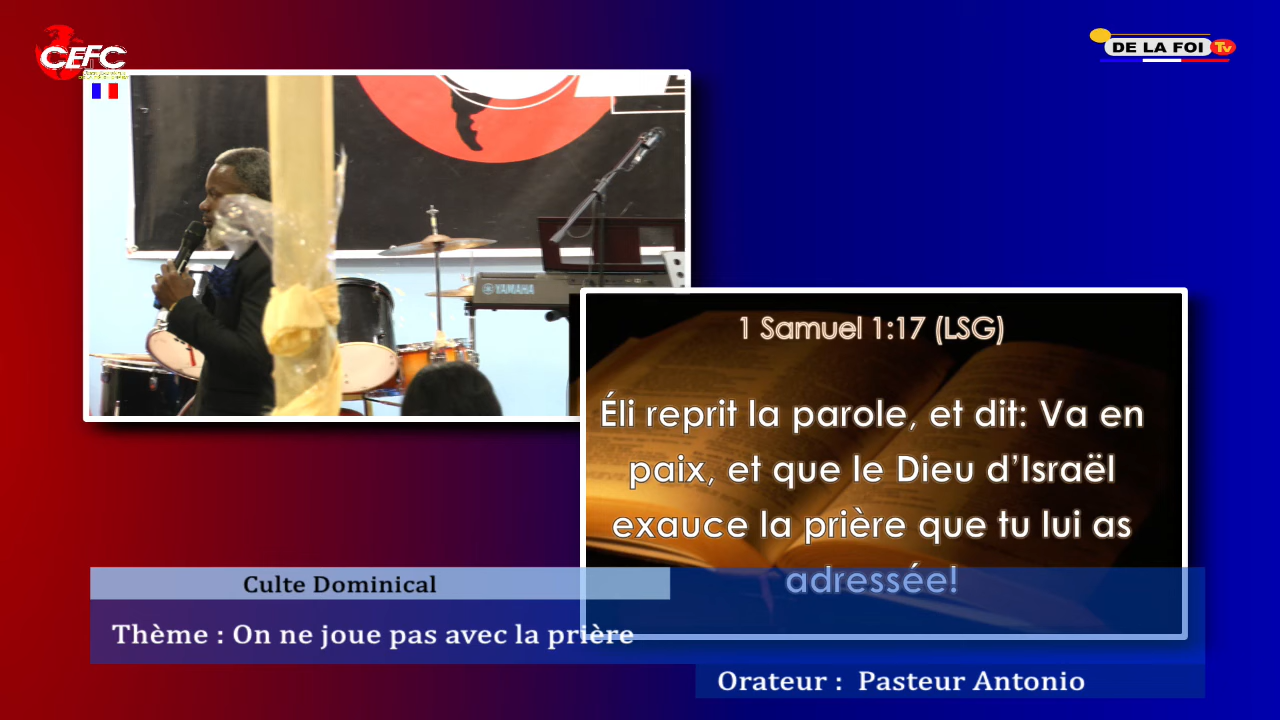 CEFC
DE LA FOI Tv
YAMAHA
1 Samuel 1:17 (LSG)
Éli reprit la parole, et dit: Va en
paix, et que le Dieu d’Israël
exauce la prière que tu lui as
adressée!
Culte Dominical
Thème : On ne joue pas avec la prière
Orateur : Pasteur Antonio